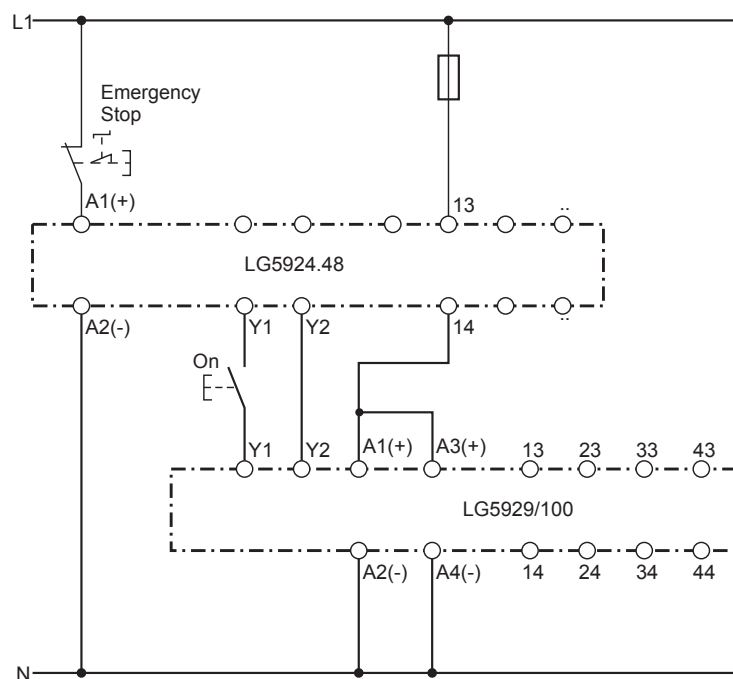 L1
Emergency
Stop
A1(+)
13
..
LG5924.48
A2(-)
Y1
Y2
14
..
On
Y1
Y2
A1(+)
A3(+)
13
23
33
43
LG5929/100
A2(-)
A4(-)
14
24
34
44
N